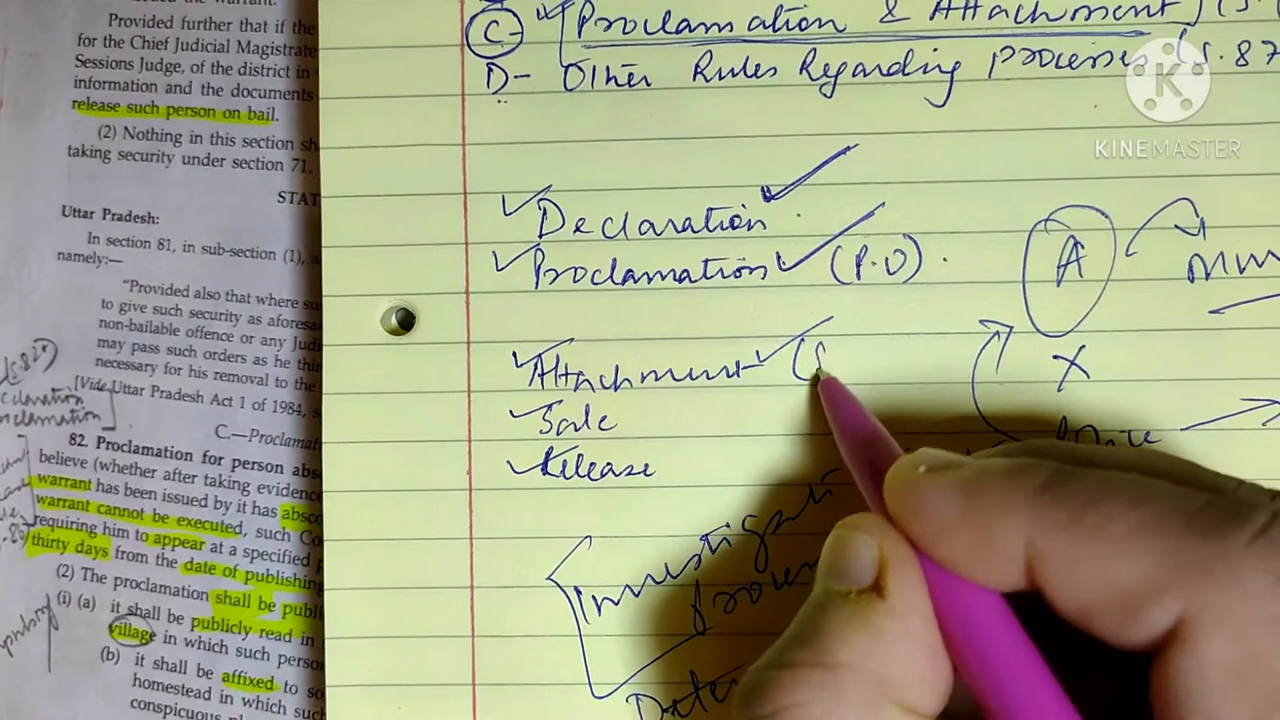 Provided further that if the
for the Chief Judicial Magistrate
Sessions Judge, of the district in
information and the documents
release such person on bail.
(2) Nothing in this section sh
taking security under section 71.
STAT
Uttar Pradesh:
In section 81, in sub-section (1), a
namely:—
"Provided also that where su
to give such security as aforesa
non-bailable offence or any Judi
may pass such orders as he thin
necessary for his removal to the
[Vide Uttar Pradesh Act 1 of 1984, s
C.—Proclamat
82. Proclamation for person abs
believe (whether after taking evidence
warrant has been issued by it has absco
warrant cannot be executed, such Co
requiring him to appear at a specified p
thirty days from the date of publishing
(2) The proclamation shall be publ
(i) (a) it shall be publicly read in
village in which such perso
(b) it shall be affixed to so
homestead in which such
conspicuous
C- Proclamation & Attachment
D- Other Rules Regarding processes (S.87
KINEMASTER
Declaration
Proclamation (P.O).
Attachment (S
Sale
Release
A
X
Investigati